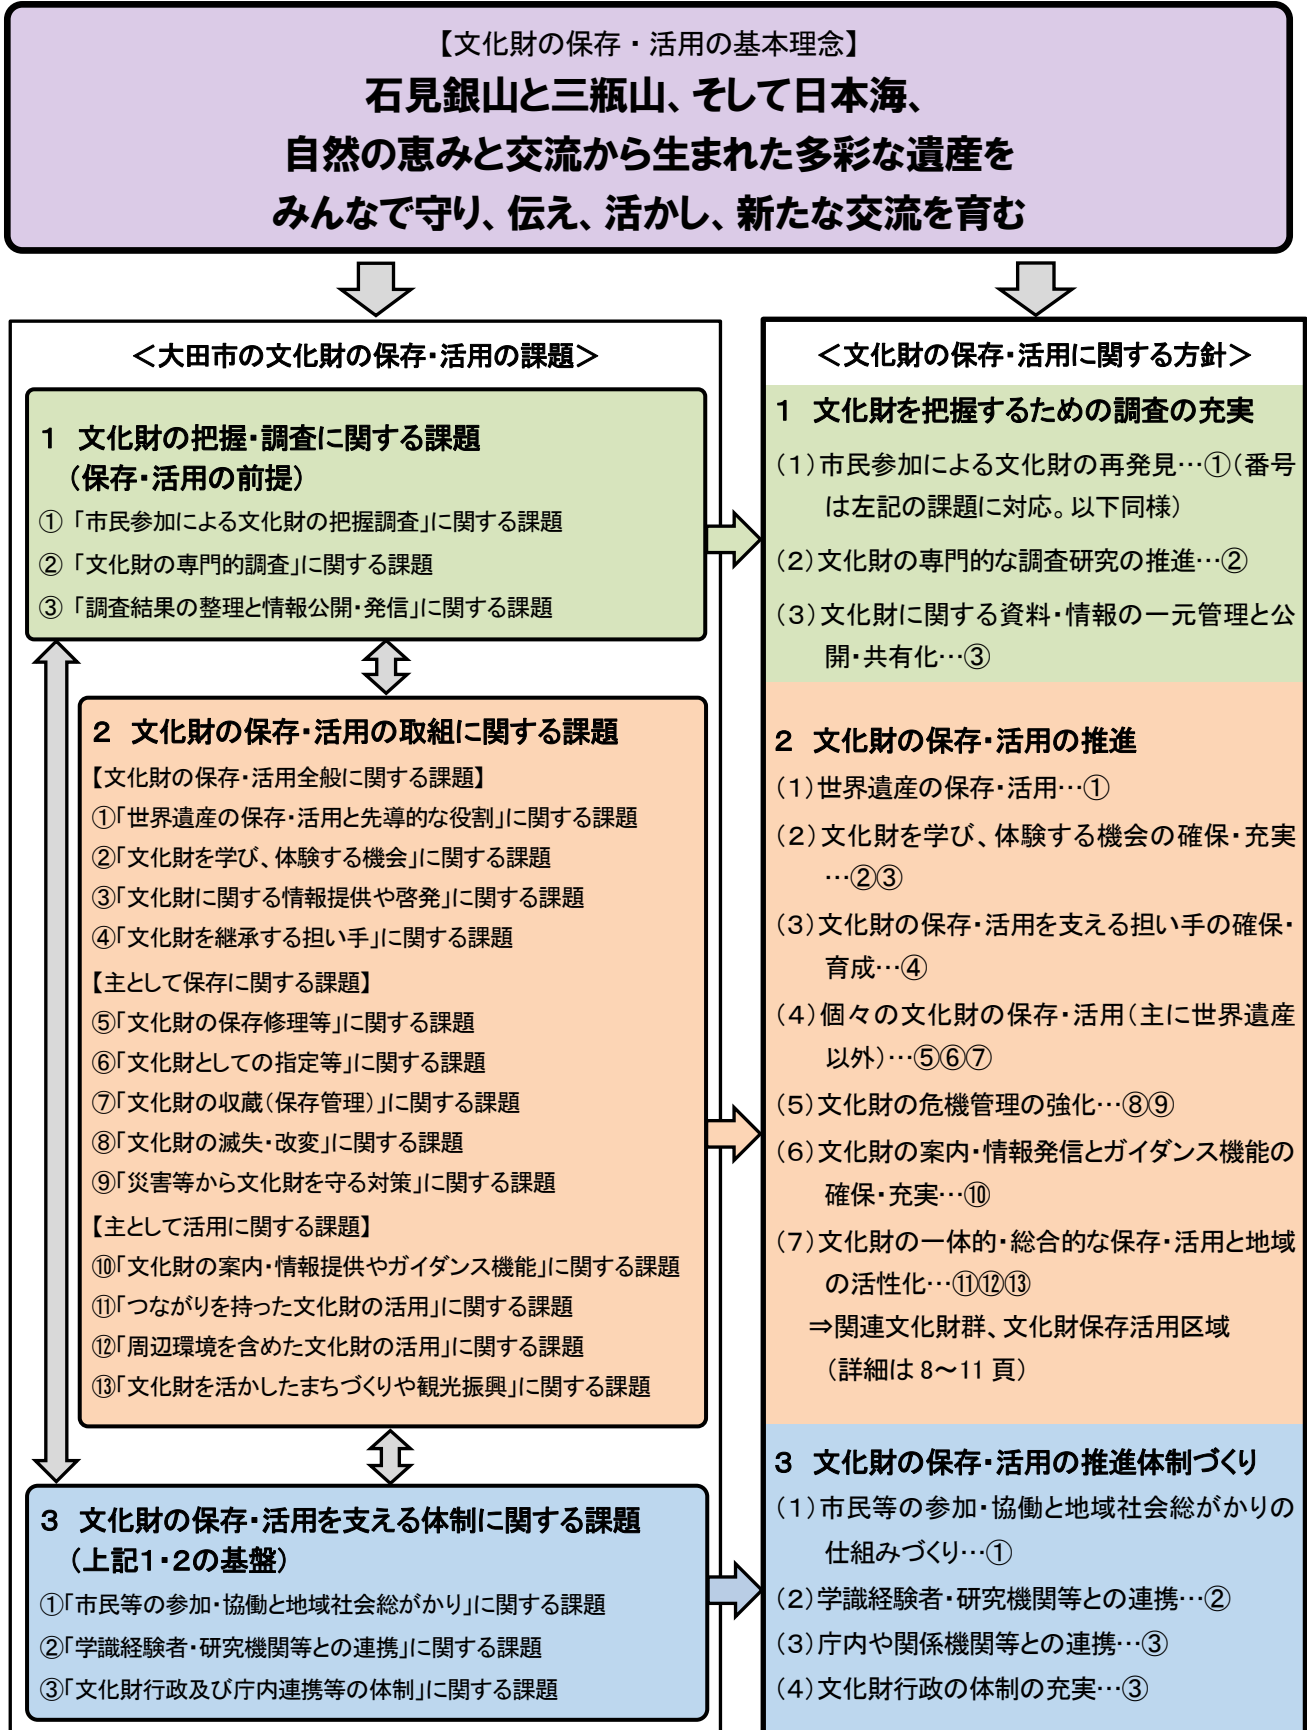 【文化財の保存・活用の基本理念】
石見銀山と三瓶山、そして日本海、
自然の恵みと交流から生まれた多彩な遺産を
みんなで守り、伝え、活かし、新たな交流を育む
＜大田市の文化財の保存・活用の課題＞
1 文化財の把握・調査に関する課題
（保存・活用の前提）
① 「市民参加による文化財の把握調査」に関する課題
② 「文化財の専門的調査」に関する課題
③ 「調査結果の整理と情報公開・発信」に関する課題
2 文化財の保存・活用の取組に関する課題
【文化財の保存・活用全般に関する課題】
①「世界遺産の保存・活用と先導的な役割」に関する課題
②「文化財を学び、体験する機会」に関する課題
③「文化財に関する情報提供や啓発」に関する課題
④「文化財を継承する担い手」に関する課題
【主として保存に関する課題】
⑤「文化財の保存修理等」に関する課題
⑥「文化財としての指定等」に関する課題
⑦「文化財の収蔵（保存管理）」に関する課題
⑧「文化財の滅失・改変」に関する課題
⑨「災害等から文化財を守る対策」に関する課題
【主として活用に関する課題】
⑩「文化財の案内・情報提供やガイダンス機能」に関する課題
⑪「つながりを持った文化財の活用」に関する課題
⑫「周辺環境を含めた文化財の活用」に関する課題
⑬「文化財を活かしたまちづくりや観光振興」に関する課題
3 文化財の保存・活用を支える体制に関する課題
（上記1・2の基盤）
①「市民等の参加・協働と地域社会総がかり」に関する課題
②「学識経験者・研究機関等との連携」に関する課題
③「文化財行政及び庁内連携等の体制」に関する課題
＜文化財の保存・活用に関する方針＞
1 文化財を把握するための調査の充実
（1）市民参加による文化財の再発見…①（番号
は左記の課題に対応。以下同様）
（2）文化財の専門的な調査研究の推進…②
（3）文化財に関する資料・情報の一元管理と公
開・共有化…③
2 文化財の保存・活用の推進
（1）世界遺産の保存・活用…①
（2）文化財を学び、体験する機会の確保・充実
…②③
（3）文化財の保存・活用を支える担い手の確保・
育成…④
（4）個々の文化財の保存・活用（主に世界遺産
以外）…⑤⑥⑦
（5）文化財の危機管理の強化…⑧⑨
（6）文化財の案内・情報発信とガイダンス機能の
確保・充実…⑩
（7）文化財の一体的・総合的な保存・活用と地域
の活性化…⑪⑫⑬
⇒関連文化財群、文化財保存活用区域
（詳細は 8～11 頁）
3 文化財の保存・活用の推進体制づくり
（1）市民等の参加・協働と地域社会総がかりの
仕組みづくり…①
（2）学識経験者・研究機関等との連携…②
（3）庁内や関係機関等との連携…③
（4）文化財行政の体制の充実…③